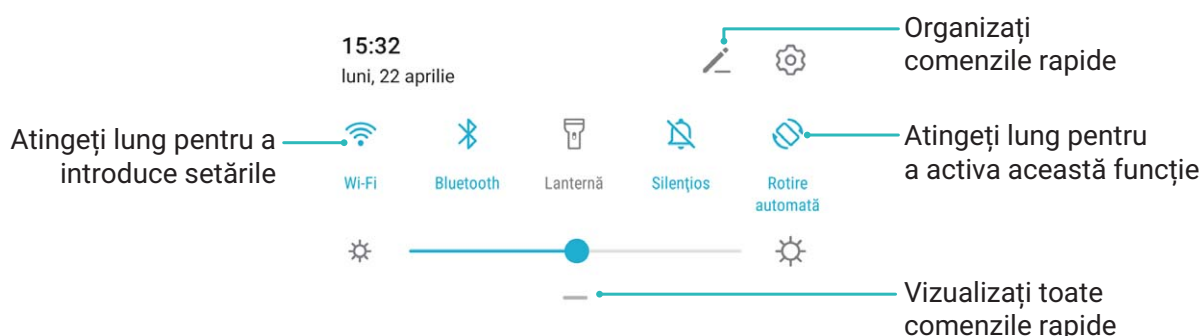 15:32
luni, 22 aprilie
Organizați
comenzile rapide
Atingeți lung pentru a
introduce setările
Atingeți lung pentru
a activa această funcție
Wi-Fi
Bluetooth
Lanternă
Silenţios
Rotire
automată
Vizualizați toate
comenzile rapide